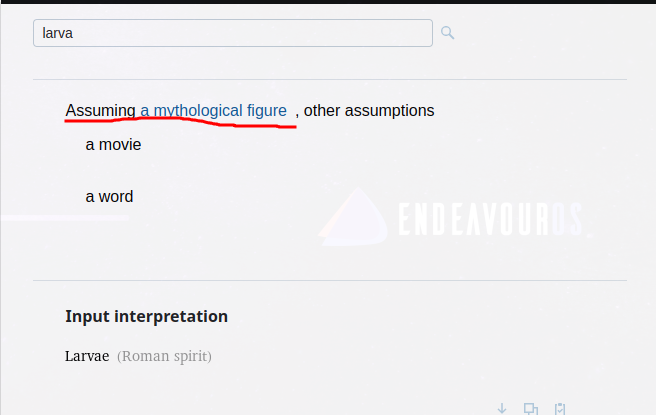 larva
Assuming a mythological figure , other assumptions
a movie
a word
ENDEAVOUROS
Input interpretation
Larvae (Roman spirit)